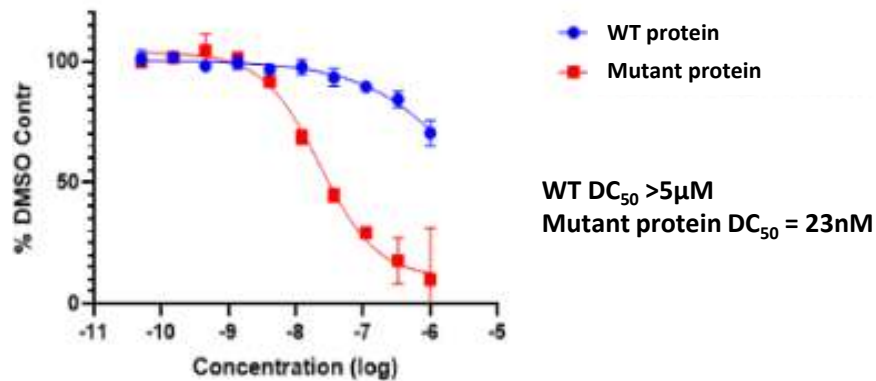 WT protein
Mutant protein
% DMSO Contr
100
50
0
-11 -10 -9 -8 -7 -6 -5
Concentration (log)
WT DC₅₀ >5µM
Mutant protein DC₅₀ = 23nM